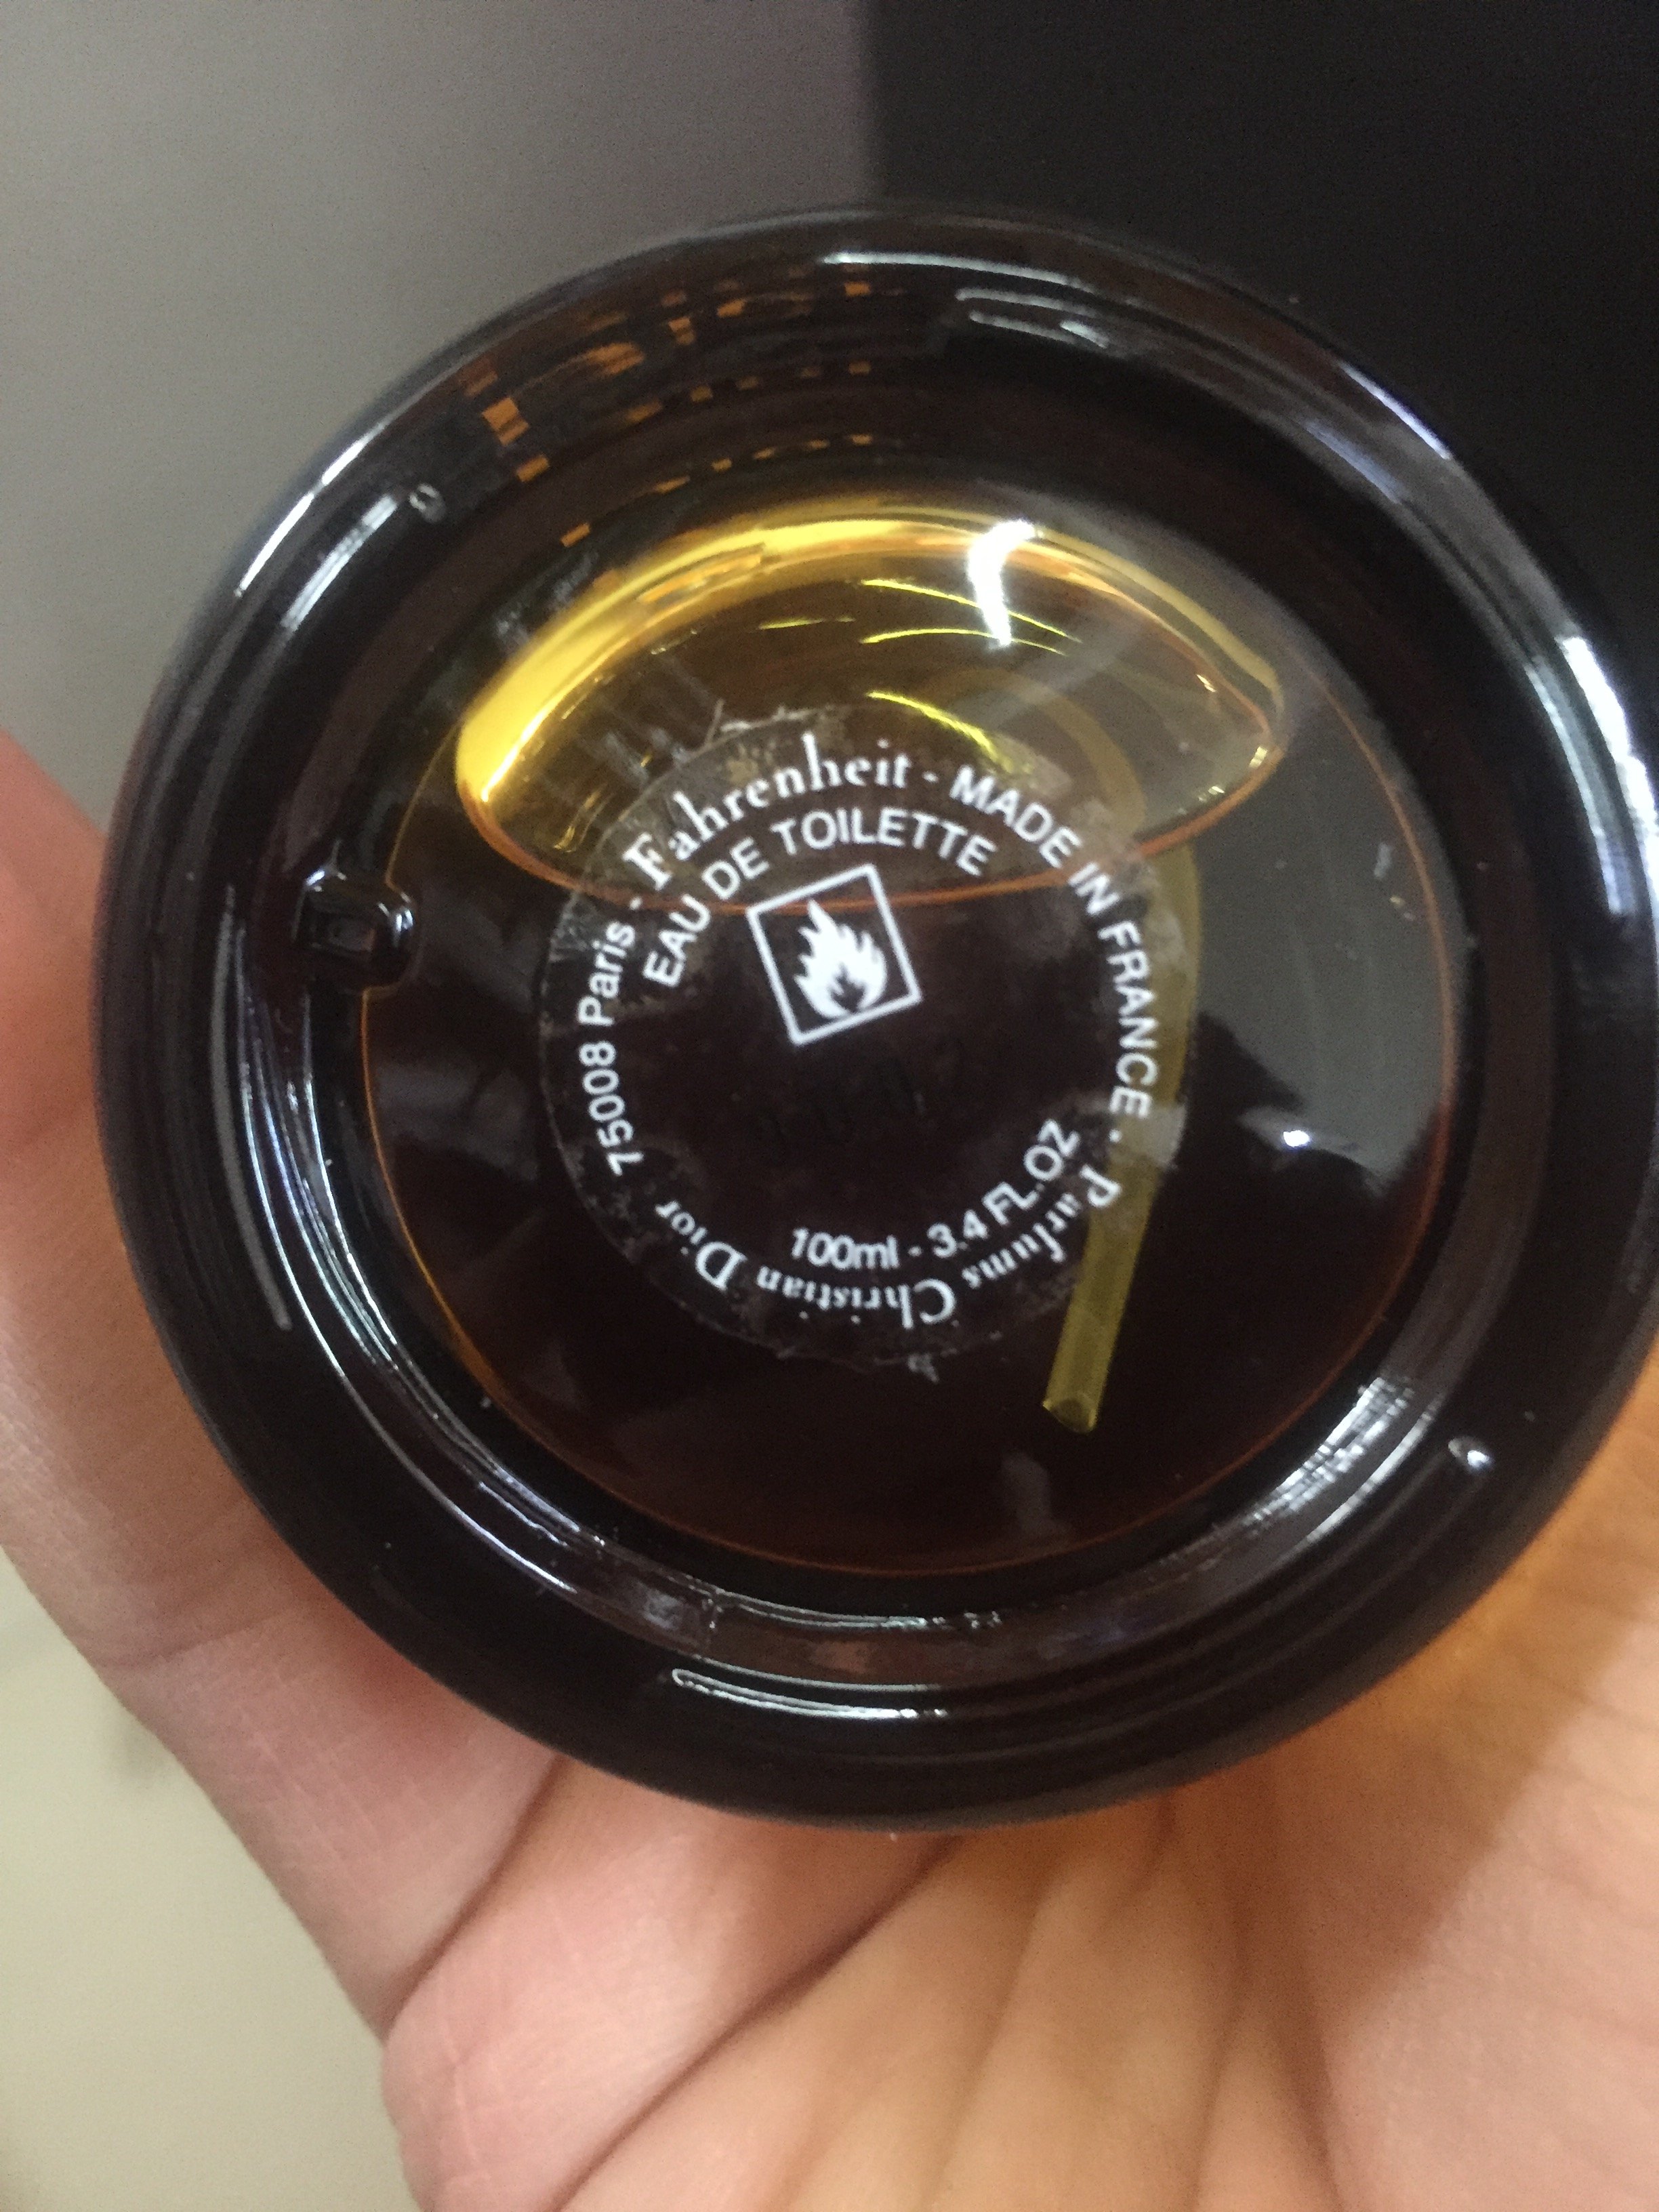 Fahrenheit - MADE IN FRANCE - Parfums Christian Dior 75008 Paris -
EAU DE TOILETTE
100ml - 3.4 FL.OZ